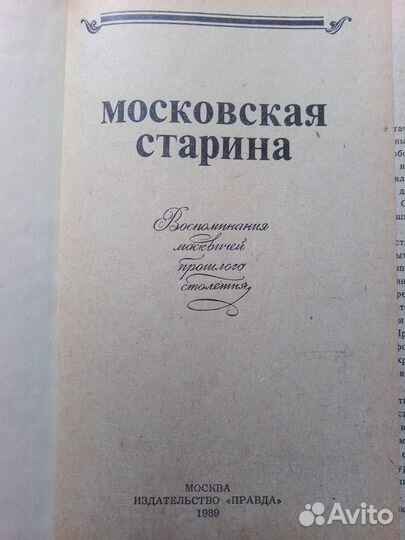 МОСКОВСКАЯ
СТАРИНА
Воспоминания
москвичей
прошлого
столетия
МОСКВА
ИЗДАТЕЛЬСТВО «ПРАВДА»
1989
Avito